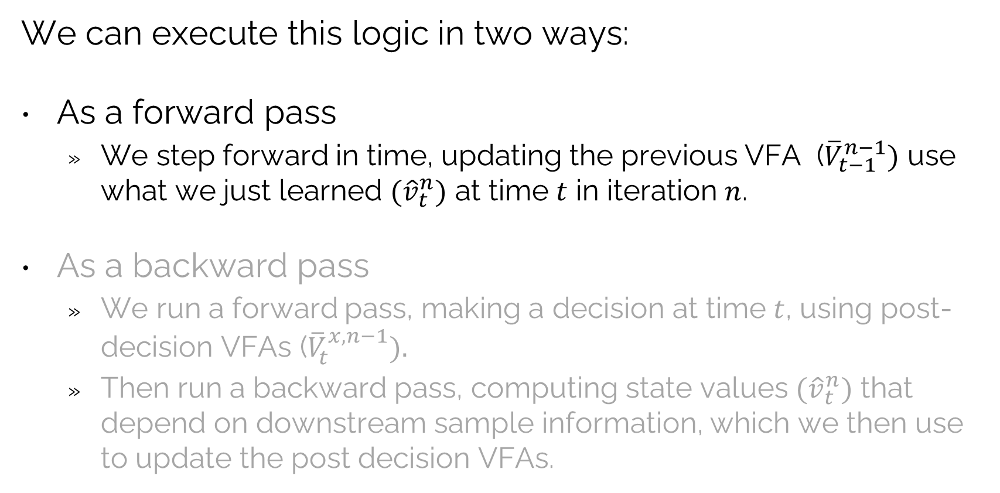 We can execute this logic in two ways:
• As a forward pass
» We step forward in time, updating the previous VFA ($\bar{V}_{t-1}^{n-1}$) use
what we just learned ($\hat{v}_t^n$) at time $t$ in iteration $n$.
• As a backward pass
» We run a forward pass, making a decision at time $t$, using post-
decision VFAs ($\bar{V}_t^{x,n-1}$).
» Then run a backward pass, computing state values ($\hat{v}_t^n$) that
depend on downstream sample information, which we then use
to update the post decision VFAs.